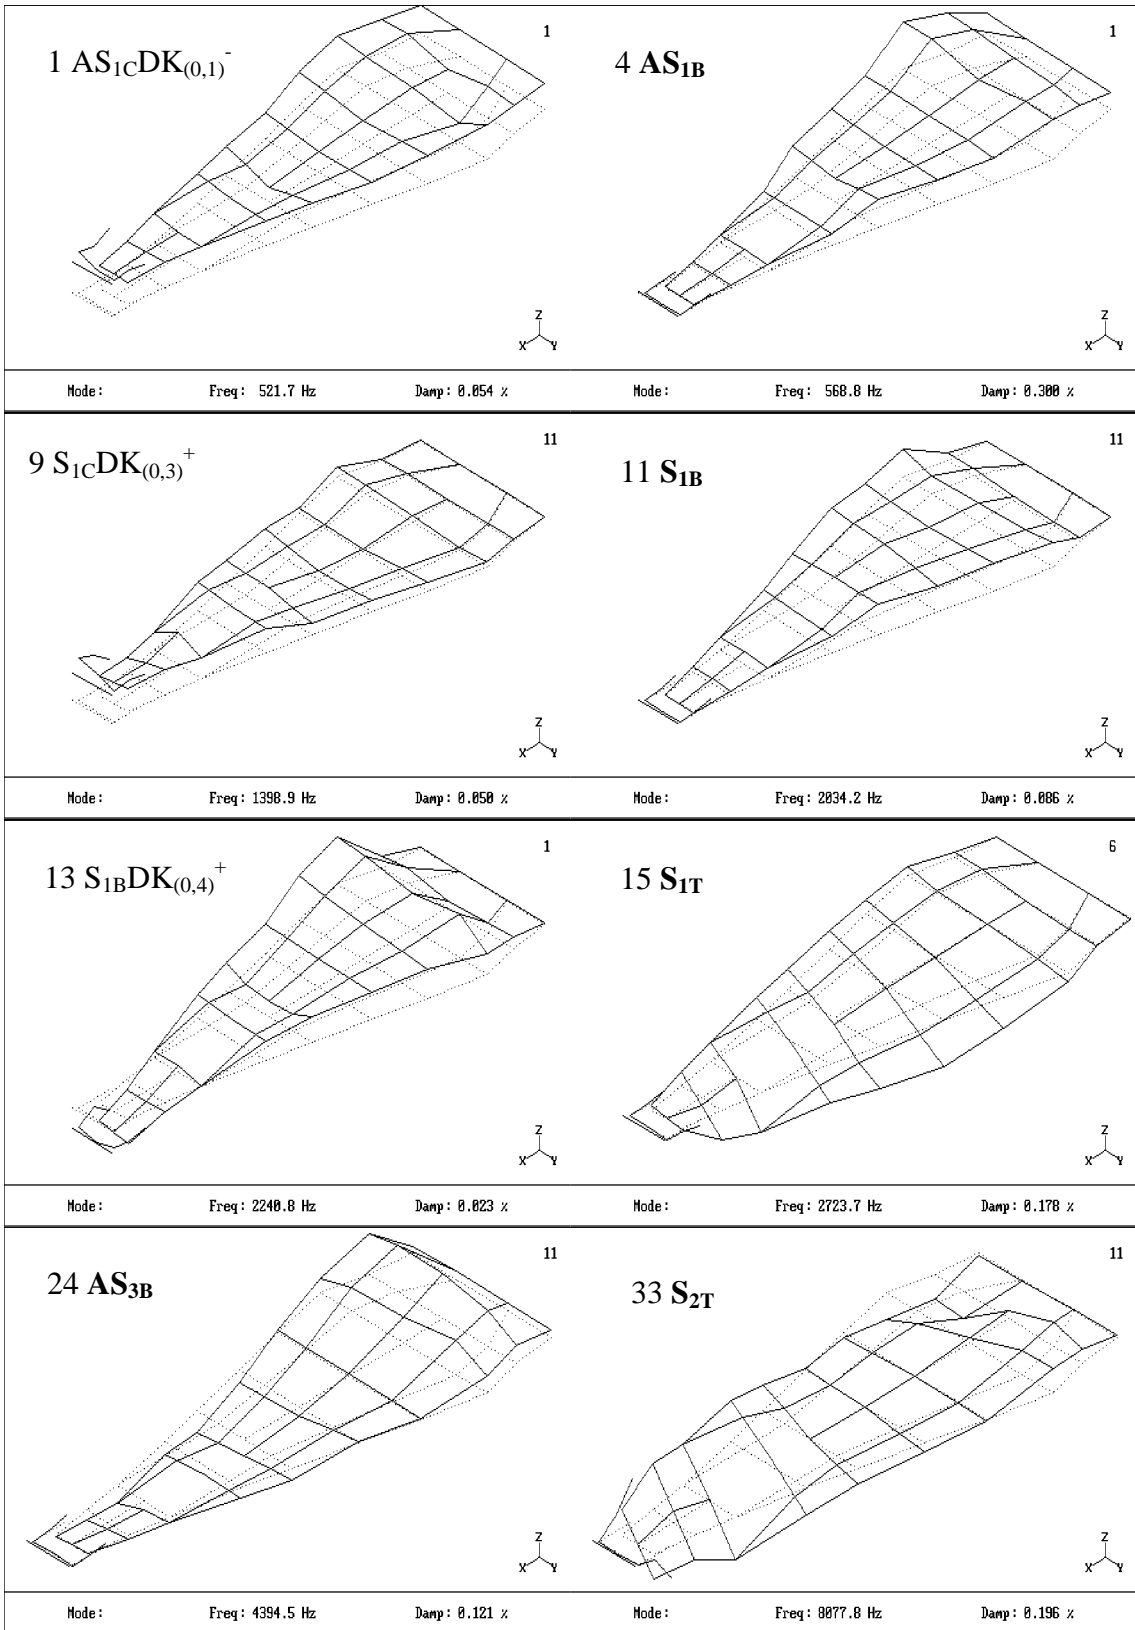 1 AS1CDK(0,1)-
1
Z
X Y
Mode: Freq: 521.7 Hz Damp: 0.054 %
4 AS1B
1
Z
X Y
Mode: Freq: 568.8 Hz Damp: 0.300 %
9 S1CDK(0,3)+
11
Z
X Y
Mode: Freq: 1398.9 Hz Damp: 0.050 %
11 S1B
11
Z
X Y
Mode: Freq: 2034.2 Hz Damp: 0.086 %
13 S1BDK(0,4)+
1
Z
X Y
Mode: Freq: 2240.8 Hz Damp: 0.023 %
15 S1T
6
Z
X Y
Mode: Freq: 2723.7 Hz Damp: 0.178 %
24 AS3B
11
Z
X Y
Mode: Freq: 4394.5 Hz Damp: 0.121 %
33 S2T
11
Z
X Y
Mode: Freq: 8077.8 Hz Damp: 0.196 %